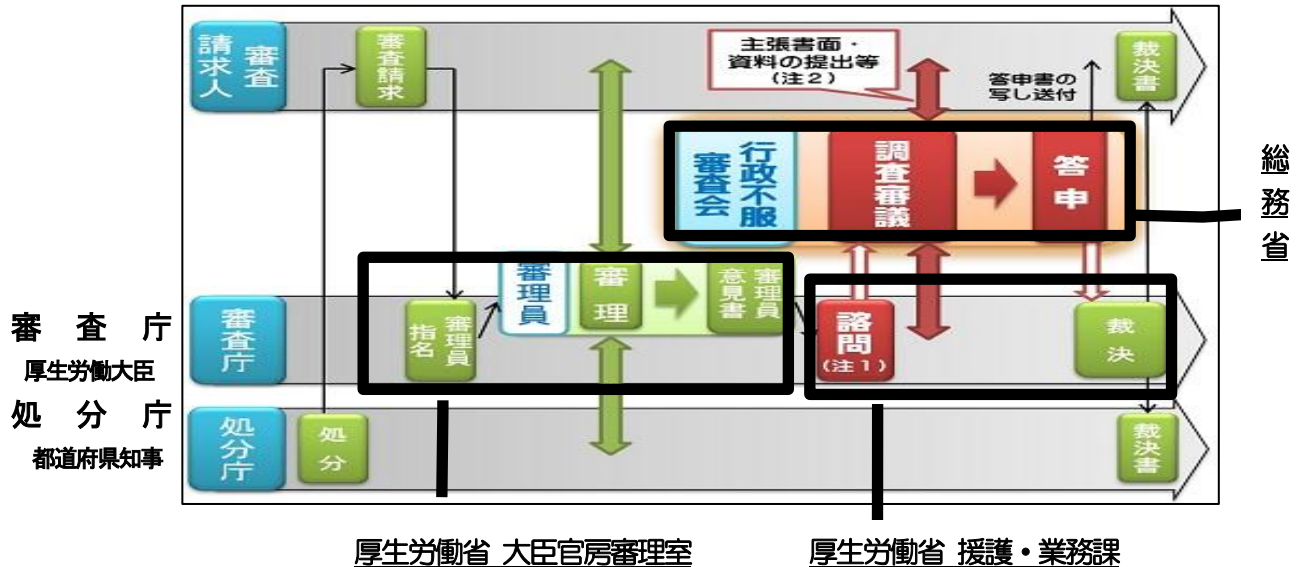 審査請求人
審査請求
主張書面・
資料の提出等
(注2)
答申書の
写し送付
裁決書
行政不服審査会
調査審議
答申
総務省
審査庁
厚生労働大臣
審査庁
審理員指名
審理員
審理
審理員意見書
諮問
(注1)
裁決
処分庁
都道府県知事
処分庁
処分
裁決書
厚生労働省 大臣官房審理室
厚生労働省 援護・業務課